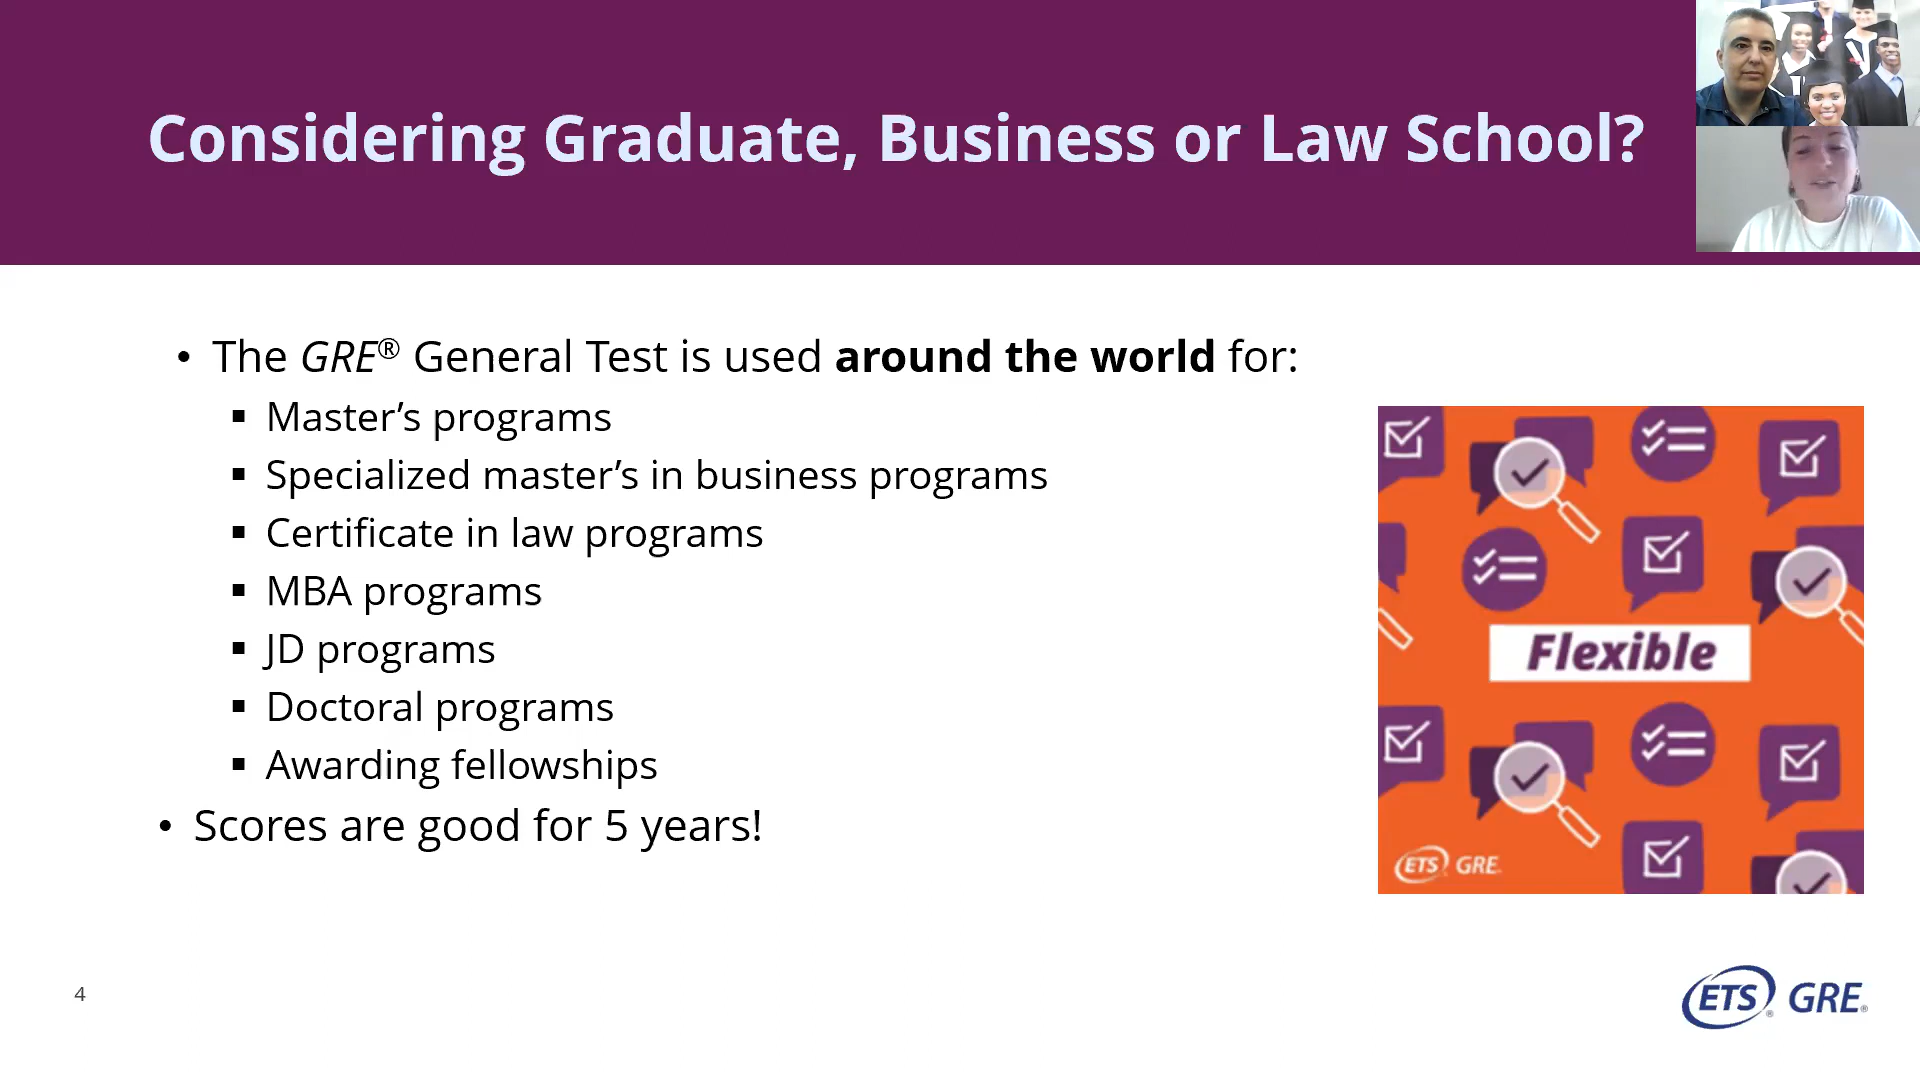 Considering Graduate, Business or Law School?
• The GRE® General Test is used around the world for:
▪ Master’s programs
▪ Specialized master’s in business programs
▪ Certificate in law programs
▪ MBA programs
▪ JD programs
▪ Doctoral programs
▪ Awarding fellowships
• Scores are good for 5 years!
Flexible
ETS GRE
4
ETS® GRE®